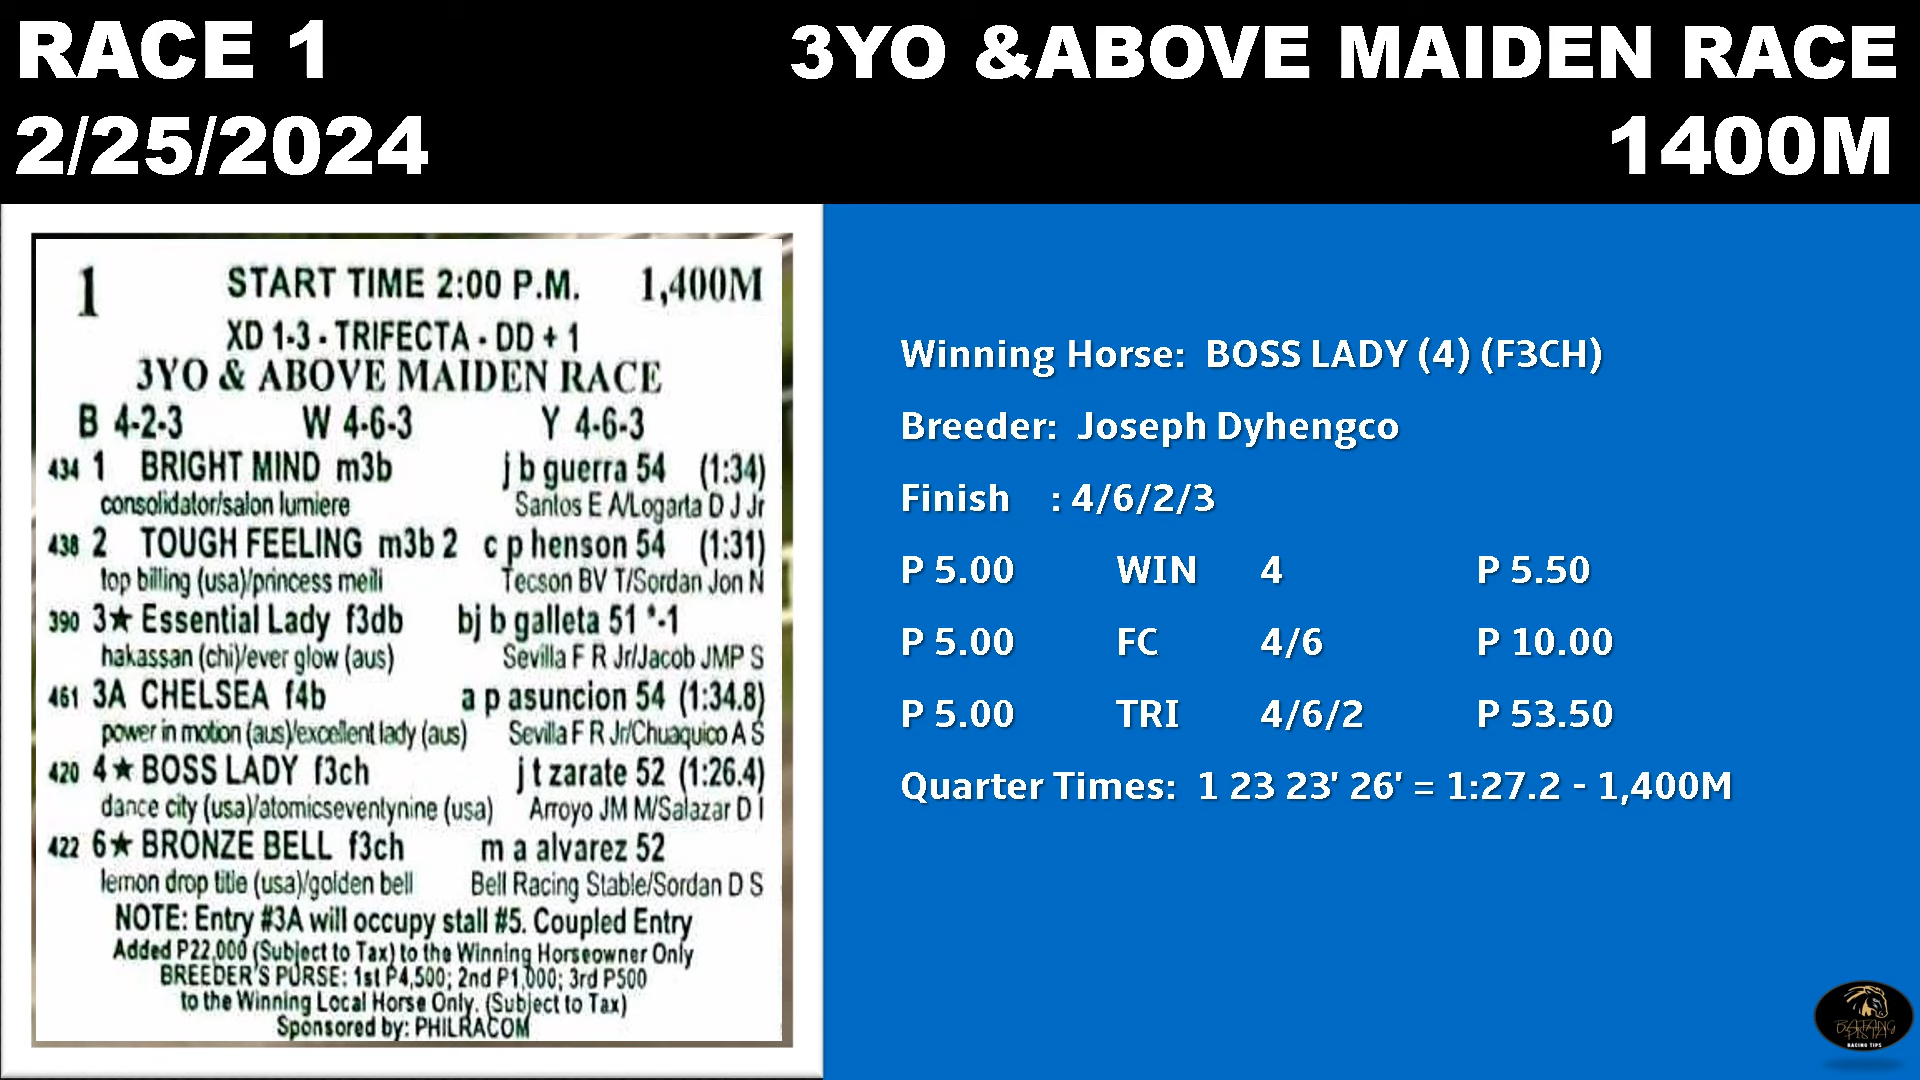 RACE 1
2/25/2024
3YO &ABOVE MAIDEN RACE
1400M
1 START TIME 2:00 P.M. 1,400M
XD 1-3 - TRIFECTA - DD + 1
3YO & ABOVE MAIDEN RACE
B 4-2-3 W 4-6-3 Y 4-6-3
434 1 BRIGHT MIND m3b j b guerra 54 (1:34)
consolidator/salon lumiere Santos E A/Logarta D J Jr
438 2 TOUGH FEELING m3b 2 c p henson 54 (1:31)
top billing (usa)/princess meili Tecson BV T/Sordan Jon N
390 3★ Essential Lady f3db bj b galleta 51 *-1
hakassan (chi)/ever glow (aus) Sevilla F R Jr/Jacob JMP S
461 3A CHELSEA f4b a p asuncion 54 (1:34.8)
power in motion (aus)/excellent lady (aus) Sevilla F R Jr/Chuaquico A S
420 4★ BOSS LADY f3ch j t zarate 52 (1:26.4)
dance city (usa)/atomicseventynine (usa) Arroyo JM M/Salazar D I
422 6★ BRONZE BELL f3ch m a alvarez 52
lemon drop title (usa)/golden bell Bell Racing Stable/Sordan D S
NOTE: Entry #3A will occupy stall #5. Coupled Entry
Added P22,000 (Subject to Tax) to the Winning Horseowner Only
BREEDER'S PURSE: 1st P4,500; 2nd P1,000; 3rd P500
to the Winning Local Horse Only. (Subject to Tax)
Sponsored by: PHILRACOM
Winning Horse: BOSS LADY (4) (F3CH)
Breeder: Joseph Dyhengco
Finish : 4/6/2/3
P 5.00 WIN 4 P 5.50
P 5.00 FC 4/6 P 10.00
P 5.00 TRI 4/6/2 P 53.50
Quarter Times: 1 23 23' 26' = 1:27.2 - 1,400M
BATANG
PISTA
RACING TIPS